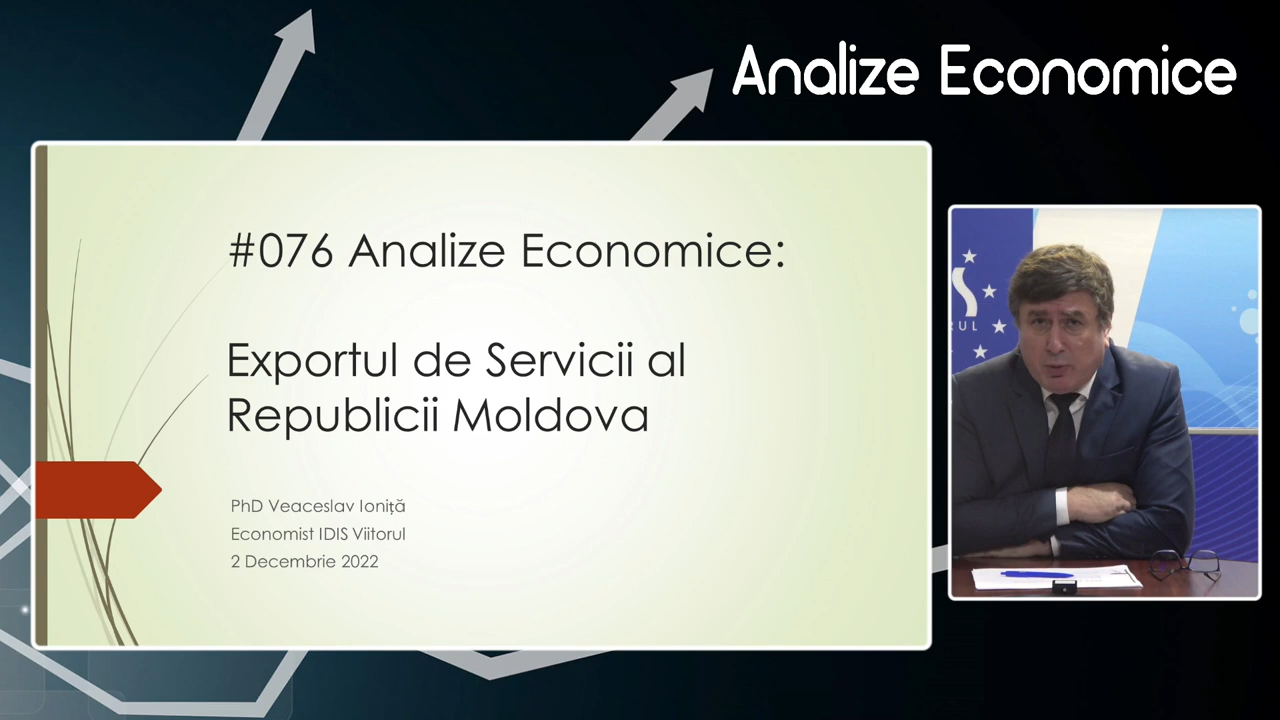 Analize Economice
#076 Analize Economice:
Exportul de Servicii al
Republicii Moldova
PhD Veaceslav Ioniță
Economist IDIS Viitorul
2 Decembrie 2022
S
RUL